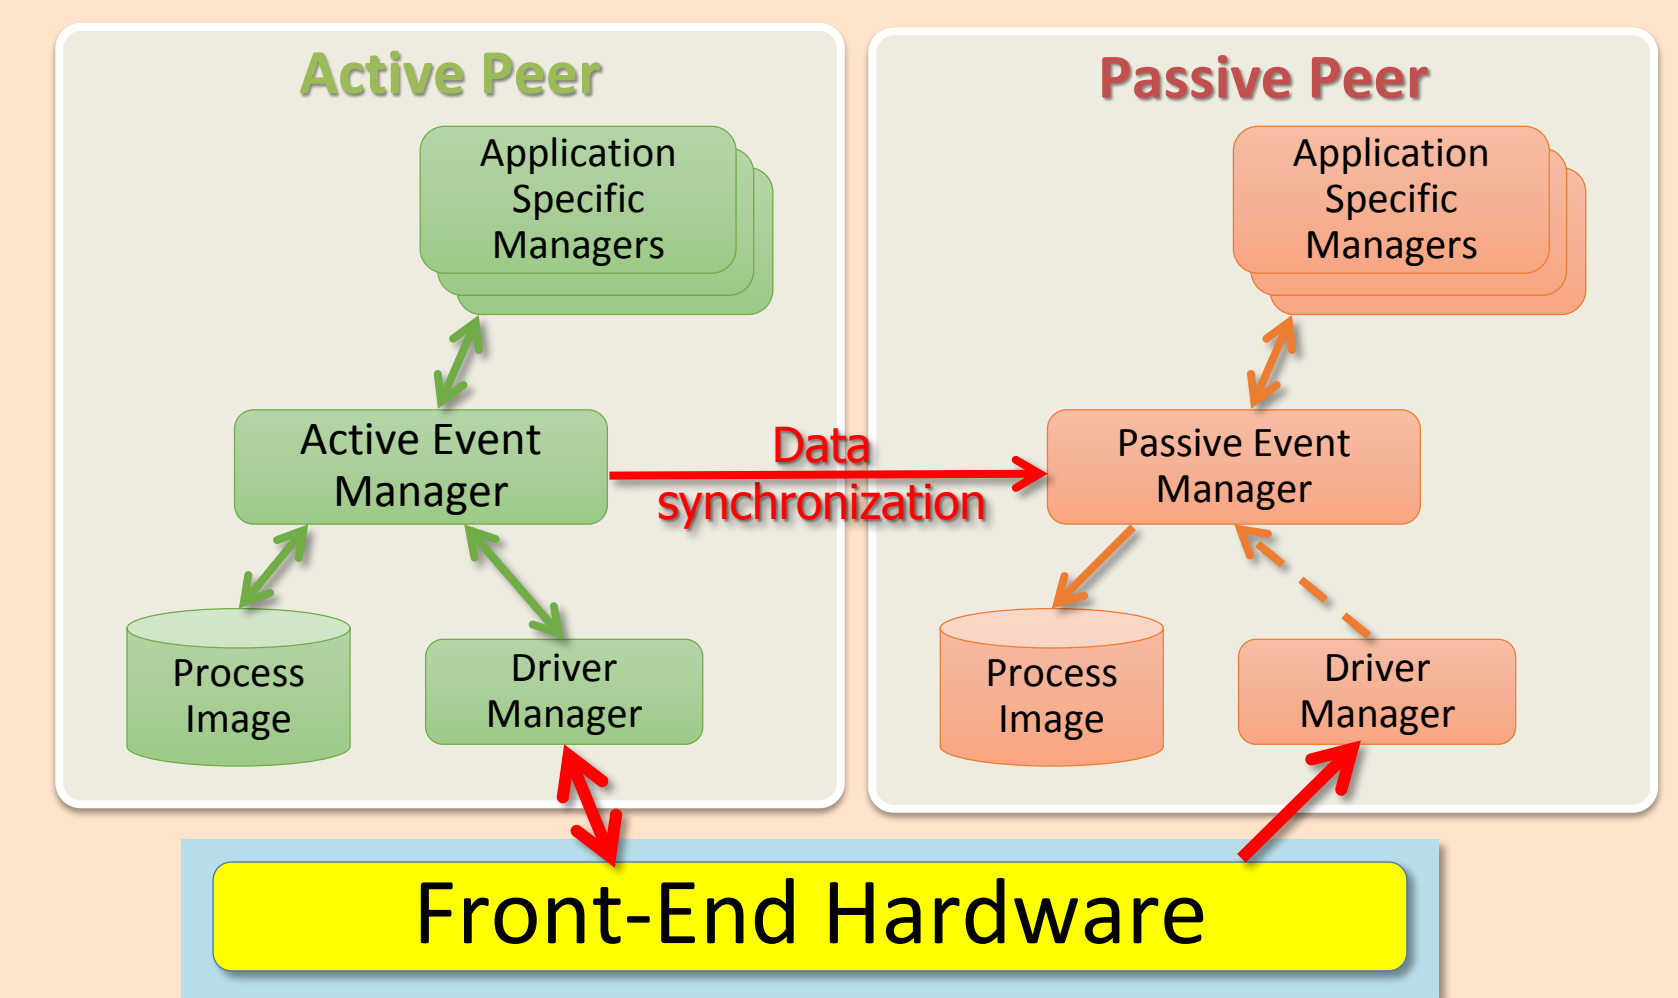 Active Peer
Application
Specific
Managers
Active Event
Manager
Process
Image
Driver
Manager
Data
synchronization
Passive Peer
Application
Specific
Managers
Passive Event
Manager
Process
Image
Driver
Manager
Front-End Hardware